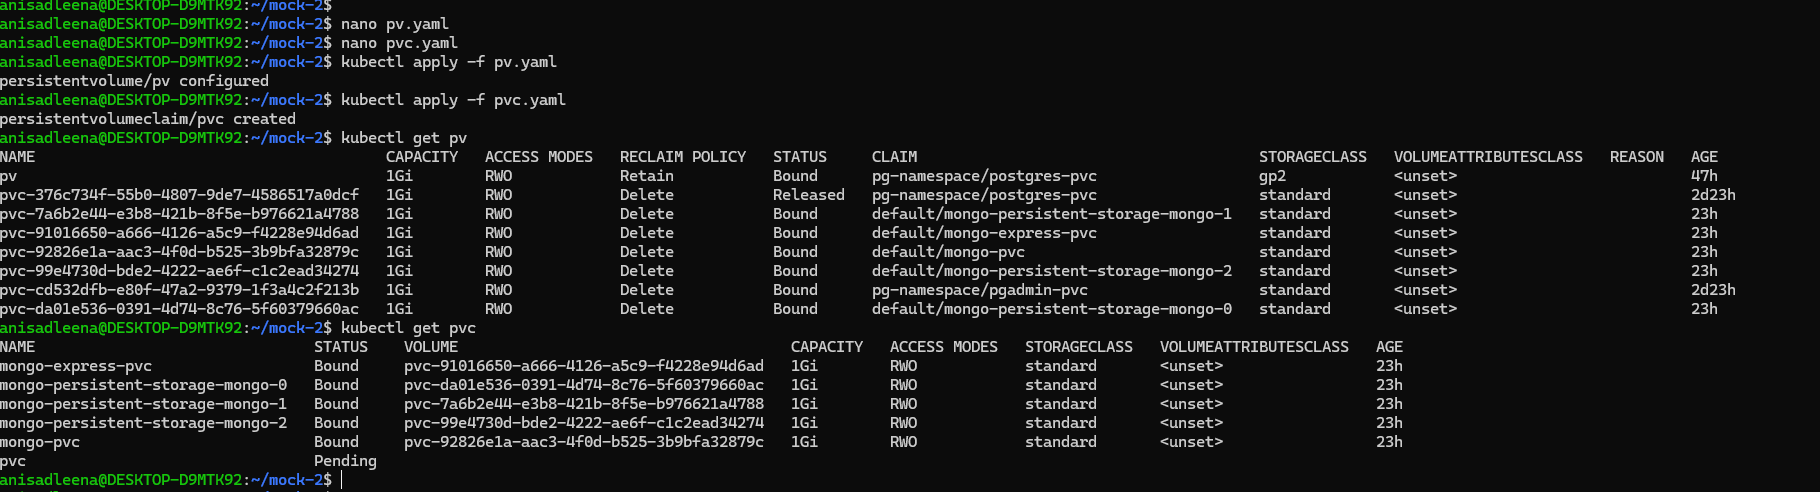 anisadleena@DESKTOP-D9MTK92:~/mock-2$
anisadleena@DESKTOP-D9MTK92:~/mock-2$ nano pv.yaml
anisadleena@DESKTOP-D9MTK92:~/mock-2$ nano pvc.yaml
anisadleena@DESKTOP-D9MTK92:~/mock-2$ kubectl apply -f pv.yaml
persistentvolume/pv configured
anisadleena@DESKTOP-D9MTK92:~/mock-2$ kubectl apply -f pvc.yaml
persistentvolumeclaim/pvc created
anisadleena@DESKTOP-D9MTK92:~/mock-2$ kubectl get pv
NAME CAPACITY ACCESS MODES RECLAIM POLICY STATUS CLAIM STORAGECLASS VOLUMEATTRIBUTESCLASS REASON AGE
pv 1Gi RWO Retain Bound pg-namespace/postgres-pvc gp2 <unset> 47h
pvc-376c734f-55b0-4807-9de7-4586517a0dcf 1Gi RWO Delete Released pg-namespace/postgres-pvc standard <unset> 2d23h
pvc-7a6b2e44-e3b8-421b-8f5e-b976621a4788 1Gi RWO Delete Bound default/mongo-persistent-storage-mongo-1 standard <unset> 23h
pvc-91016650-a666-4126-a5c9-f4228e94d6ad 1Gi RWO Delete Bound default/mongo-express-pvc standard <unset> 23h
pvc-92826e1a-aac3-4f0d-b525-3b9bfa32879c 1Gi RWO Delete Bound default/mongo-pvc standard <unset> 23h
pvc-99e4730d-bde2-4222-ae6f-c1c2ead34274 1Gi RWO Delete Bound default/mongo-persistent-storage-mongo-2 standard <unset> 23h
pvc-cd532dfb-e80f-47a2-9379-1f3a4c2f213b 1Gi RWO Delete Bound pg-namespace/pgadmin-pvc standard <unset> 2d23h
pvc-da01e536-0391-4d74-8c76-5f60379660ac 1Gi RWO Delete Bound default/mongo-persistent-storage-mongo-0 standard <unset> 23h
anisadleena@DESKTOP-D9MTK92:~/mock-2$ kubectl get pvc
NAME STATUS VOLUME CAPACITY ACCESS MODES STORAGECLASS VOLUMEATTRIBUTESCLASS AGE
mongo-express-pvc Bound pvc-91016650-a666-4126-a5c9-f4228e94d6ad 1Gi RWO standard <unset> 23h
mongo-persistent-storage-mongo-0 Bound pvc-da01e536-0391-4d74-8c76-5f60379660ac 1Gi RWO standard <unset> 23h
mongo-persistent-storage-mongo-1 Bound pvc-7a6b2e44-e3b8-421b-8f5e-b976621a4788 1Gi RWO standard <unset> 23h
mongo-persistent-storage-mongo-2 Bound pvc-99e4730d-bde2-4222-ae6f-c1c2ead34274 1Gi RWO standard <unset> 23h
mongo-pvc Bound pvc-92826e1a-aac3-4f0d-b525-3b9bfa32879c 1Gi RWO standard <unset> 23h
pvc Pending
anisadleena@DESKTOP-D9MTK92:~/mock-2$